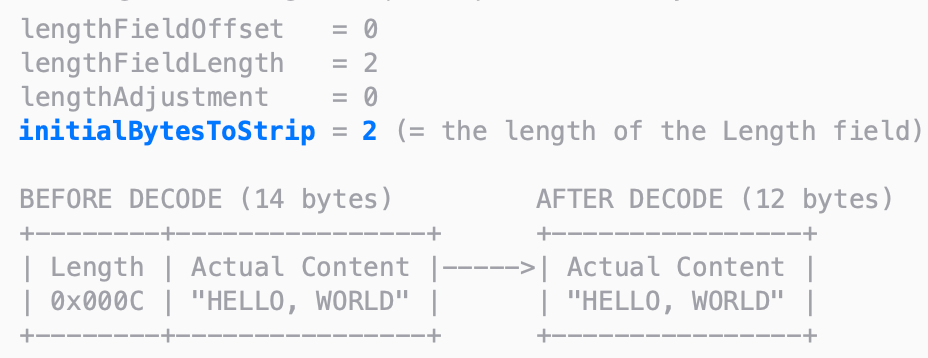 lengthFieldOffset   = 0
lengthFieldLength   = 2
lengthAdjustment    = 0
initialBytesToStrip = 2 (= the length of the Length field)
BEFORE DECODE (14 bytes)         AFTER DECODE (12 bytes)
+--------+----------------+      +----------------+
| Length | Actual Content |----->| Actual Content |
| 0x000C | "HELLO, WORLD" |      | "HELLO, WORLD" |
+--------+----------------+      +----------------+